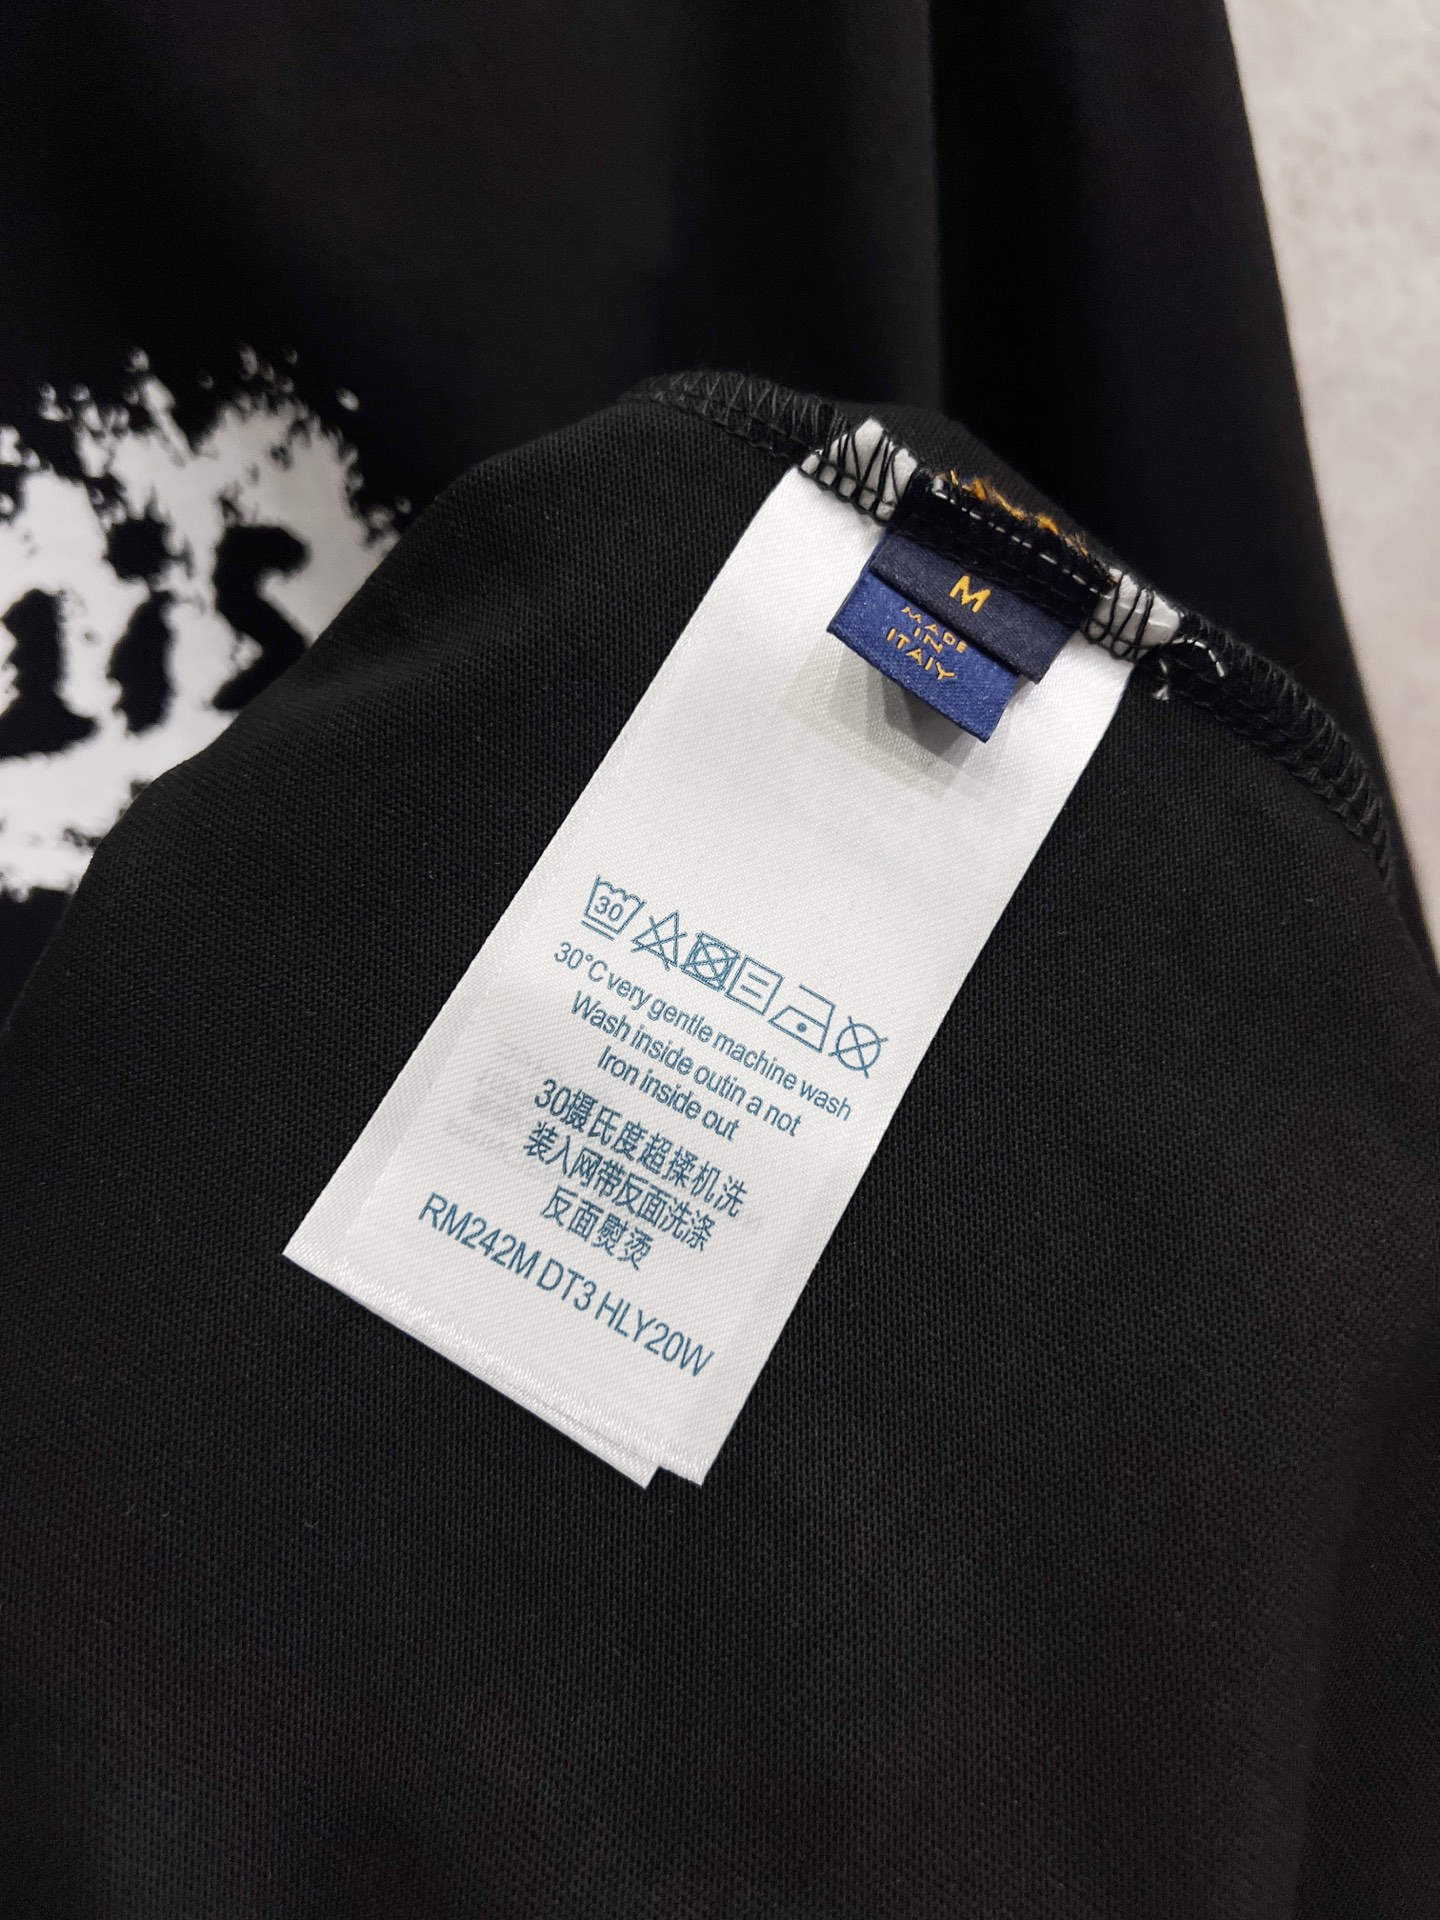 M
MADE
IN
ITAIY
30
30°C very gentle machine wash
Wash inside outin a not
Iron inside out
30摄氏度超揉机洗
装入网带反面洗涤
反面熨烫
RM242M DT3 HLY20W